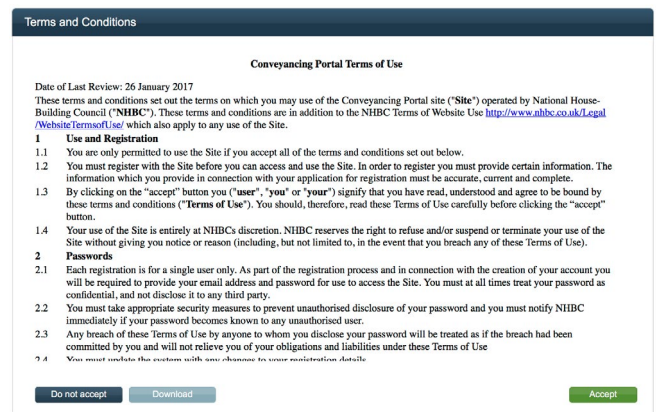 Terms and Conditions
Conveyancing Portal Terms of Use
Date of Last Review: 26 January 2017
These terms and conditions set out the terms on which you may use of the Conveyancing Portal site ("Site") operated by National House-
Building Council ("NHBC"). These terms and conditions are in addition to the NHBC Terms of Website Use http://www.nhbc.co.uk/Legal
/WebsiteTermsofUse/ which also apply to any use of the Site.
1 Use and Registration
1.1 You are only permitted to use the Site if you accept all of the terms and conditions set out below.
1.2 You must register with the Site before you can access and use the Site. In order to register you must provide certain information. The
information which you provide in connection with your application for registration must be accurate, current and complete.
1.3 By clicking on the “accept” button you ("user", "you" or "your") signify that you have read, understood and agree to be bound by
these terms and conditions ("Terms of Use"). You should, therefore, read these Terms of Use carefully before clicking the “accept”
button.
1.4 Your use of the Site is entirely at NHBCs discretion. NHBC reserves the right to refuse and/or suspend or terminate your use of the
Site without giving you notice or reason (including, but not limited to, in the event that you breach any of these Terms of Use).
2 Passwords
2.1 Each registration is for a single user only. As part of the registration process and in connection with the creation of your account you
will be required to provide your email address and password for use to access the Site. You must at all times treat your password as
confidential, and not disclose it to any third party.
2.2 You must take appropriate security measures to prevent unauthorised disclosure of your password and you must notify NHBC
immediately if your password becomes known to any unauthorised user.
2.3 Any breach of these Terms of Use by anyone to whom you disclose your password will be treated as if the breach had been
committed by you and will not relieve you of your obligations and liabilities under these Terms of Use
2.4 You must update the system with any changes to your registration details
Do not accept Download Accept